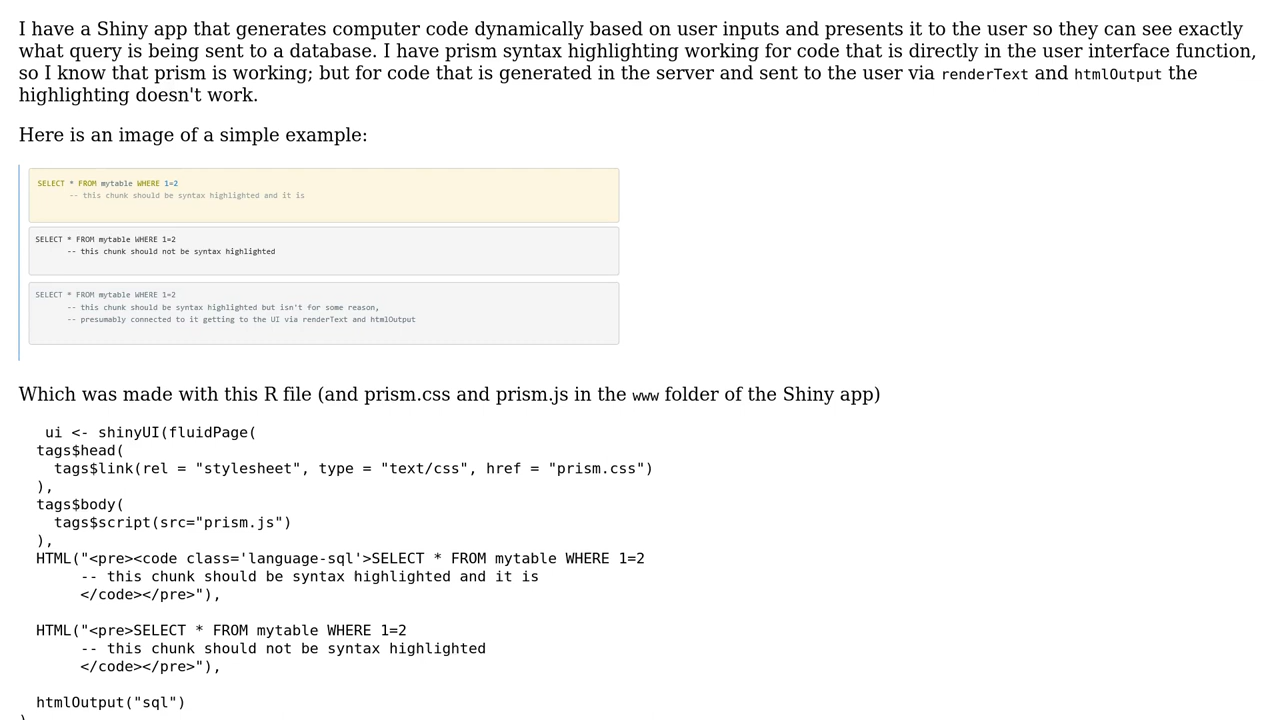 I have a Shiny app that generates computer code dynamically based on user inputs and presents it to the user so they can see exactly
what query is being sent to a database. I have prism syntax highlighting working for code that is directly in the user interface function,
so I know that prism is working; but for code that is generated in the server and sent to the user via renderText and htmlOutput the
highlighting doesn't work.
Here is an image of a simple example:
SELECT * FROM mytable WHERE 1=2
-- this chunk should be syntax highlighted and it is
SELECT * FROM mytable WHERE 1=2
-- this chunk should not be syntax highlighted
SELECT * FROM mytable WHERE 1=2
-- this chunk should be syntax highlighted but isn't for some reason,
-- presumably connected to it getting to the UI via renderText and htmlOutput
Which was made with this R file (and prism.css and prism.js in the www folder of the Shiny app)
ui <- shinyUI(fluidPage(
tags$head(
tags$link(rel = "stylesheet", type = "text/css", href = "prism.css")
),
tags$body(
tags$script(src="prism.js")
),
HTML("<pre><code class='language-sql'>SELECT * FROM mytable WHERE 1=2
-- this chunk should be syntax highlighted and it is
</code></pre>"),
HTML("<pre>SELECT * FROM mytable WHERE 1=2
-- this chunk should not be syntax highlighted
</code></pre>"),
htmlOutput("sql")